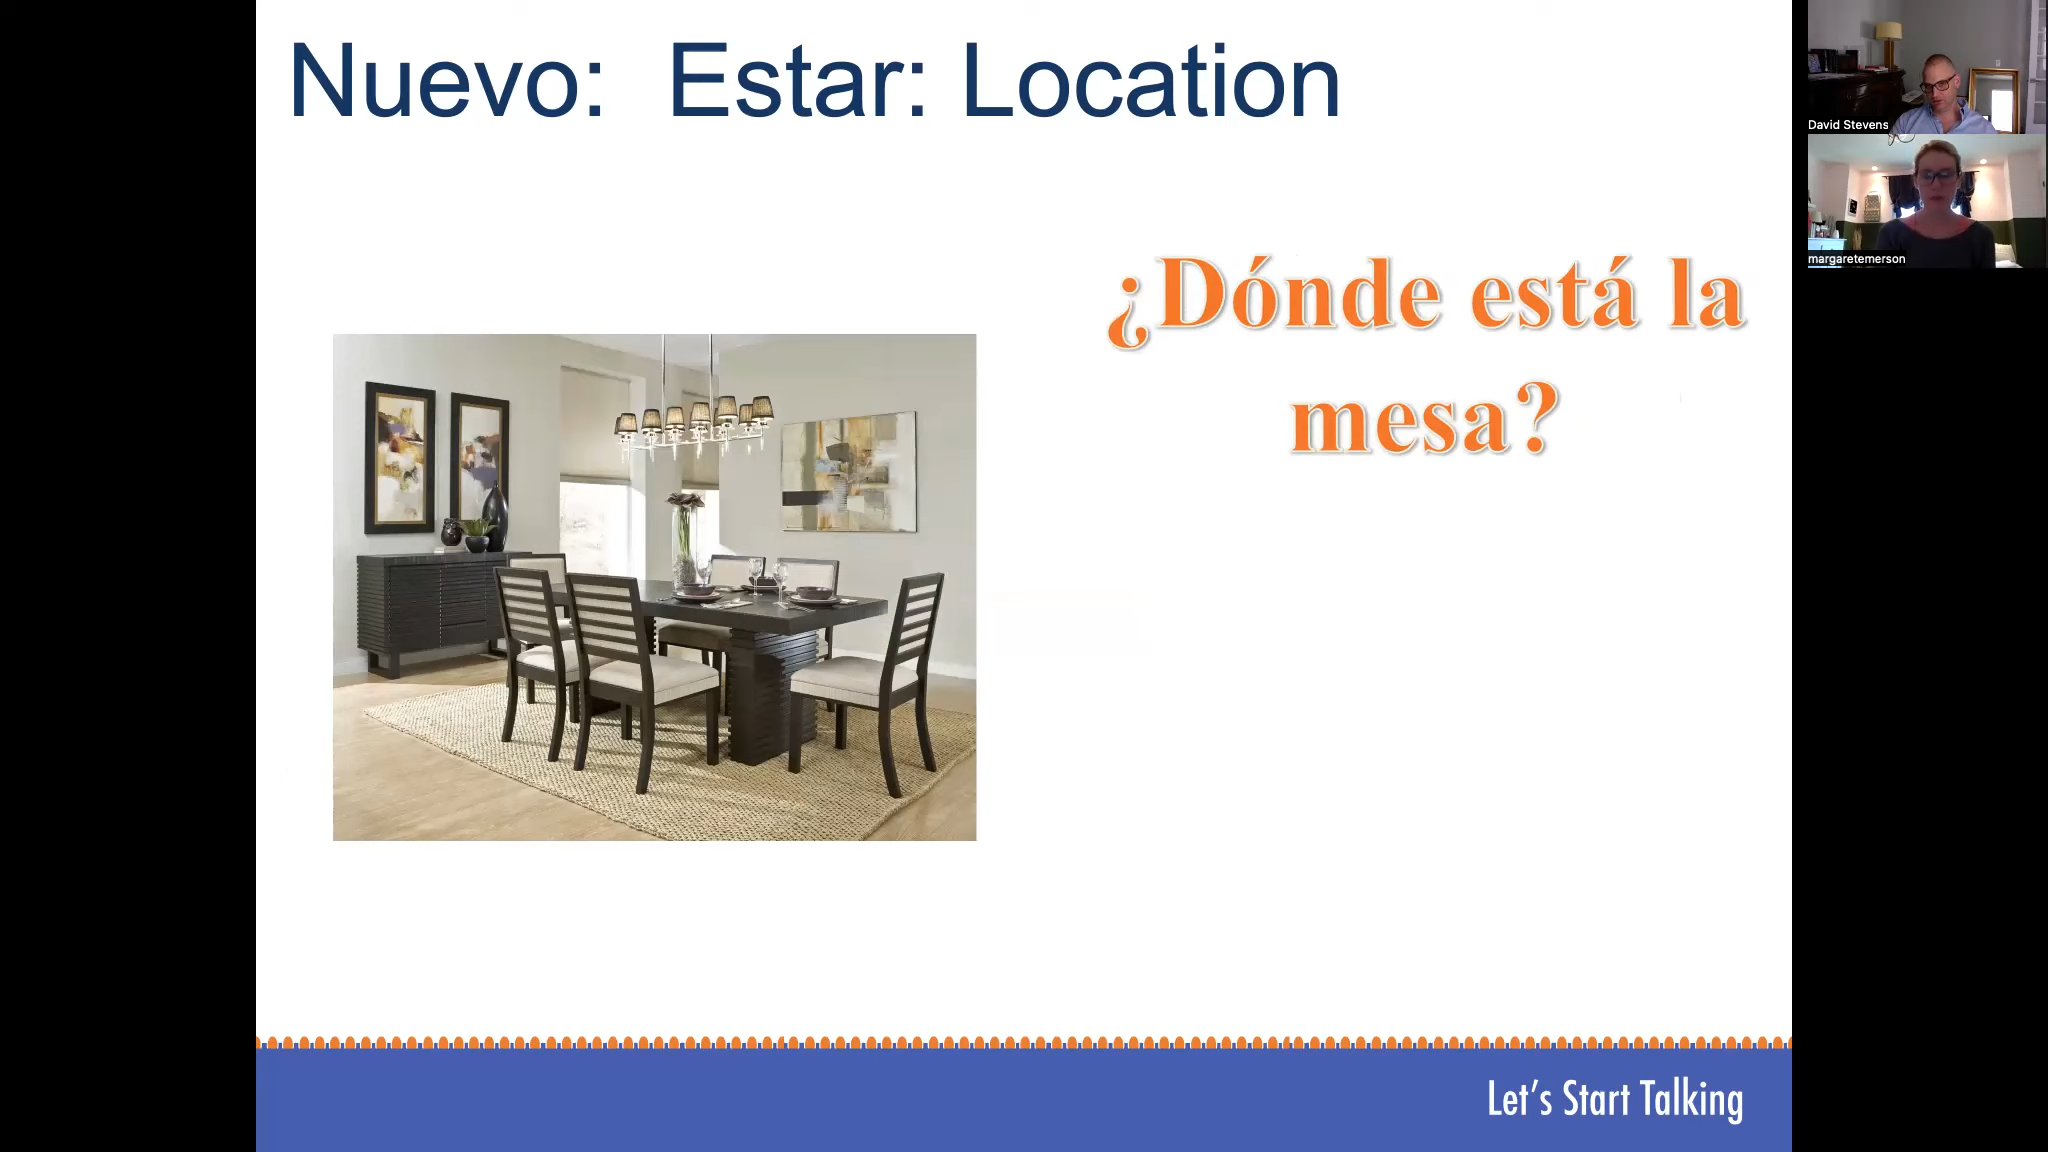 Nuevo: Estar: Location
¿Dónde está la
mesa?
Let's Start Talking
David Stevens
margaretemerson